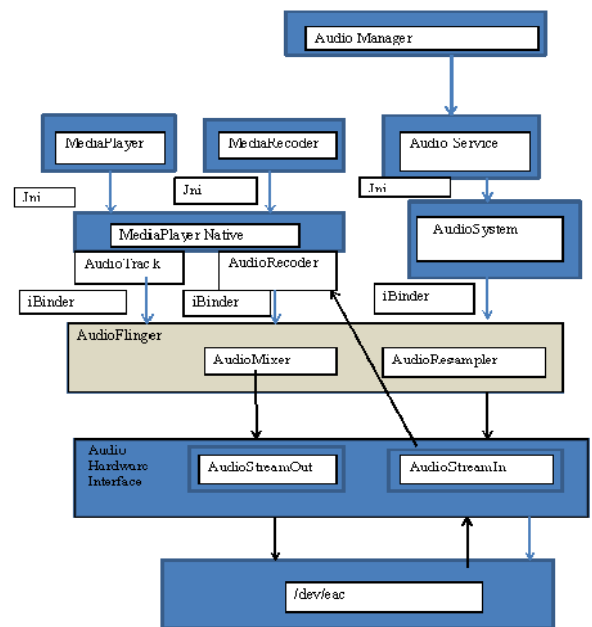 Audio Manager
MediaPlayer
MediaRecoder
Audio Service
Jni
Jni
Jni
MediaPlayer Native
AudioSystem
AudioTrack
AudioRecoder
iBinder
iBinder
iBinder
AudioFlinger
AudioMixer
AudioResampler
Audio
Hardware
Interface
AudioStreamOut
AudioStreamIn
/dev/eac